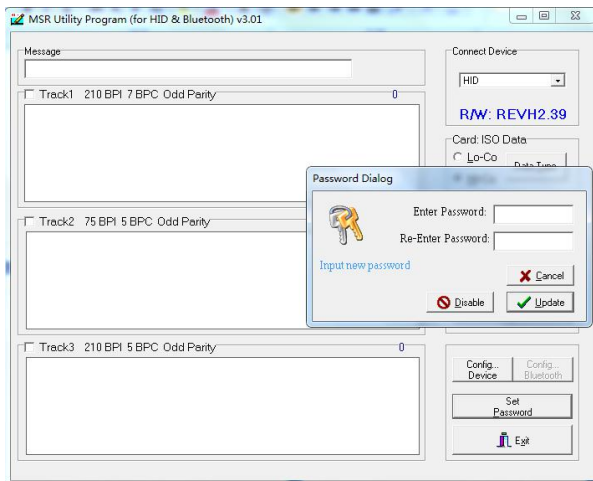 MSR Utility Program (for HID & Bluetooth) v3.01
Message
Connect Device
HID
R/W: REVH2.39
Track1 210 BPI 7 BPC Odd Parity 0
Card: ISO Data
Lo-Co
Data Type
Password Dialog
Enter Password:
Re-Enter Password:
Input new password
Cancel
Disable
Update
Track2 75 BPI 5 BPC Odd Parity
Track3 210 BPI 5 BPC Odd Parity 0
Config... Device
Config... Bluetooth
Set Password
Exit